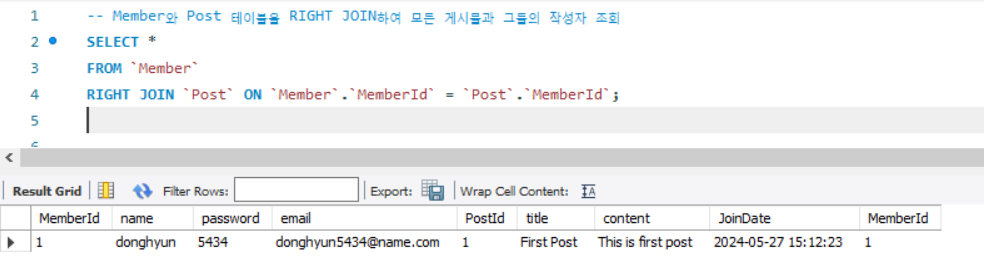 1 -- Member와 Post 테이블을 RIGHT JOIN하여 모든 게시물과 그들의 작성자 조회
2 SELECT *
3 FROM `Member`
4 RIGHT JOIN `Post` ON `Member`.`MemberId` = `Post`.`MemberId`;
5
Result Grid Filter Rows: Export: Wrap Cell Content: IA
MemberId name password email PostId title content JoinDate MemberId
1 donghyun 5434 donghyun5434@name.com 1 First Post This is first post 2024-05-27 15:12:23 1